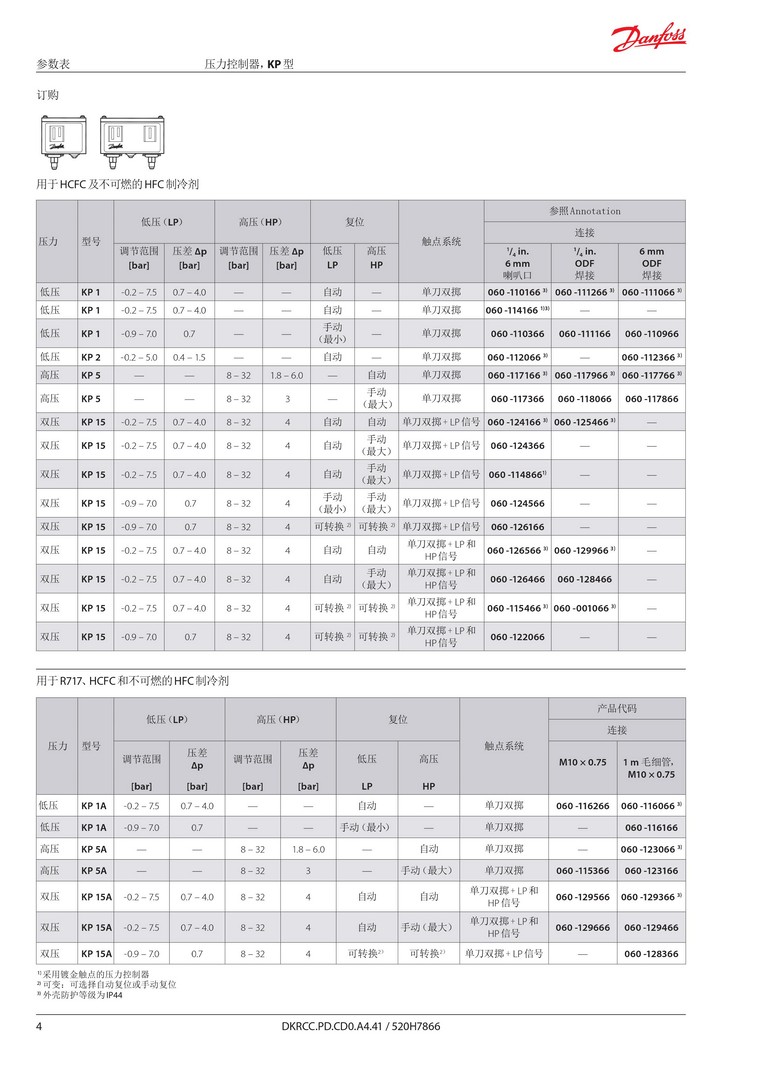 Danfoss
参数表 压力控制器，KP 型
订购
用于 HCFC 及不可燃的 HFC 制冷剂
压力 型号 低压（LP） 高压（HP） 复位 触点系统 参照Annotation
连接
调节范围 [bar] 压差 Δp [bar] 调节范围 [bar] 压差 Δp [bar] 低压 LP 高压 HP 1/4 in. 6 mm 喇叭口 1/4 in. ODF 焊接 6 mm ODF 焊接
低压 KP 1 -0.2 – 7.5 0.7 – 4.0 — — 自动 — 单刀双掷 060 -110166 3) 060 -111266 3) 060 -111066 3)
低压 KP 1 -0.2 – 7.5 0.7 – 4.0 — — 自动 — 单刀双掷 060 -114166 1)3) — —
低压 KP 1 -0.9 – 7.0 0.7 — — 手动（最小） — 单刀双掷 060 -110366 060 -111166 060 -110966
低压 KP 2 -0.2 – 5.0 0.4 – 1.5 — — 自动 — 单刀双掷 060 -112066 3) — 060 -112366 3)
高压 KP 5 — — 8 – 32 1.8 – 6.0 — 自动 单刀双掷 060 -117166 3) 060 -117966 3) 060 -117766 3)
高压 KP 5 — — 8 – 32 3 — 手动（最大） 单刀双掷 060 -117366 060 -118066 060 -117866
双压 KP 15 -0.2 – 7.5 0.7 – 4.0 8 – 32 4 自动 自动 单刀双掷 + LP 信号 060 -124166 3) 060 -125466 3) —
双压 KP 15 -0.2 – 7.5 0.7 – 4.0 8 – 32 4 自动 手动（最大） 单刀双掷 + LP 信号 060 -124366 — —
双压 KP 15 -0.2 – 7.5 0.7 – 4.0 8 – 32 4 自动 手动（最大） 单刀双掷 + LP 信号 060 -114866 1) — —
双压 KP 15 -0.9 – 7.0 0.7 8 – 32 4 手动（最小） 手动（最大） 单刀双掷 + LP 信号 060 -124566 — —
双压 KP 15 -0.9 – 7.0 0.7 8 – 32 4 可转换 2) 可转换 2) 单刀双掷 + LP 信号 060 -126166 — —
双压 KP 15 -0.2 – 7.5 0.7 – 4.0 8 – 32 4 自动 自动 单刀双掷 + LP 和 HP 信号 060 -126566 3) 060 -129966 3) —
双压 KP 15 -0.2 – 7.5 0.7 – 4.0 8 – 32 4 自动 手动（最大） 单刀双掷 + LP 和 HP 信号 060 -126466 060 -128466 —
双压 KP 15 -0.2 – 7.5 0.7 – 4.0 8 – 32 4 可转换 2) 可转换 2) 单刀双掷 + LP 和 HP 信号 060 -115466 3) 060 -001066 3) —
双压 KP 15 -0.9 – 7.0 0.7 8 – 32 4 可转换 2) 可转换 2) 单刀双掷 + LP 和 HP 信号 060 -122066 — —
用于 R717、HCFC 和不可燃的 HFC 制冷剂
压力 型号 低压（LP） 高压（HP） 复位 触点系统 产品代码
连接
调节范围 [bar] 压差 Δp [bar] 调节范围 [bar] 压差 Δp [bar] 低压 LP 高压 HP M10 × 0.75 1 m 毛细管， M10 × 0.75
低压 KP 1A -0.2 – 7.5 0.7 – 4.0 — — 自动 — 单刀双掷 060 -116266 060 -116066 3)
低压 KP 1A -0.9 – 7.0 0.7 — — 手动（最小） — 单刀双掷 — 060 -116166
高压 KP 5A — — 8 – 32 1.8 – 6.0 — 自动 单刀双掷 — 060 -123066 3)
高压 KP 5A — — 8 – 32 3 — 手动（最大） 单刀双掷 060 -115366 060 -123166
双压 KP 15A -0.2 – 7.5 0.7 – 4.0 8 – 32 4 自动 自动 单刀双掷 + LP 和 HP 信号 060 -129566 060 -129366 3)
双压 KP 15A -0.2 – 7.5 0.7 – 4.0 8 – 32 4 自动 手动（最大） 单刀双掷 + LP 和 HP 信号 060 -129666 060 -129466
双压 KP 15A -0.9 – 7.0 0.7 8 – 32 4 可转换 2) 可转换 2) 单刀双掷 + LP 信号 — 060 -128366
1) 采用镀金触点的压力控制器
2) 可变：可选择自动复位或手动复位
3) 外壳防护等级为 IP44
4 DKRCC.PD.CD0.A4.41 / 520H7866